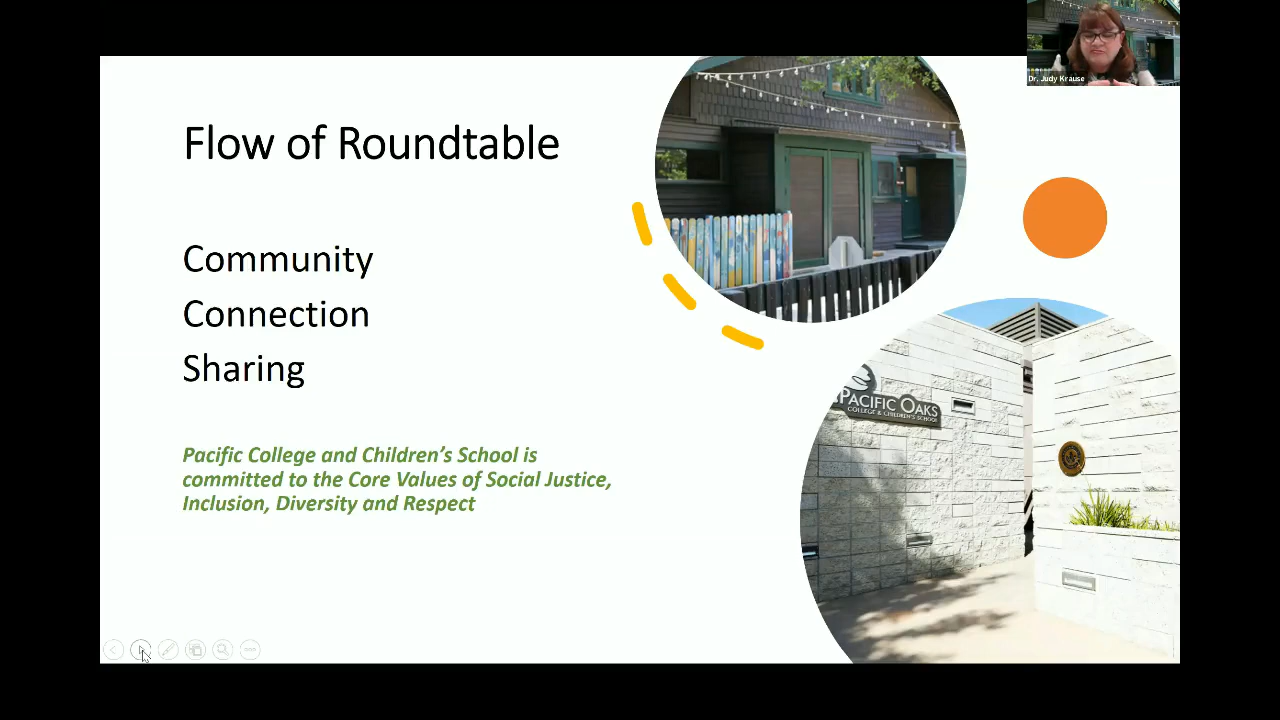 Dr. Judy Krause
Flow of Roundtable
Community
Connection
Sharing
Pacific College and Children's School is
committed to the Core Values of Social Justice,
Inclusion, Diversity and Respect
PACIFIC OAKS
COLLEGE & CHILDREN'S SCHOOL